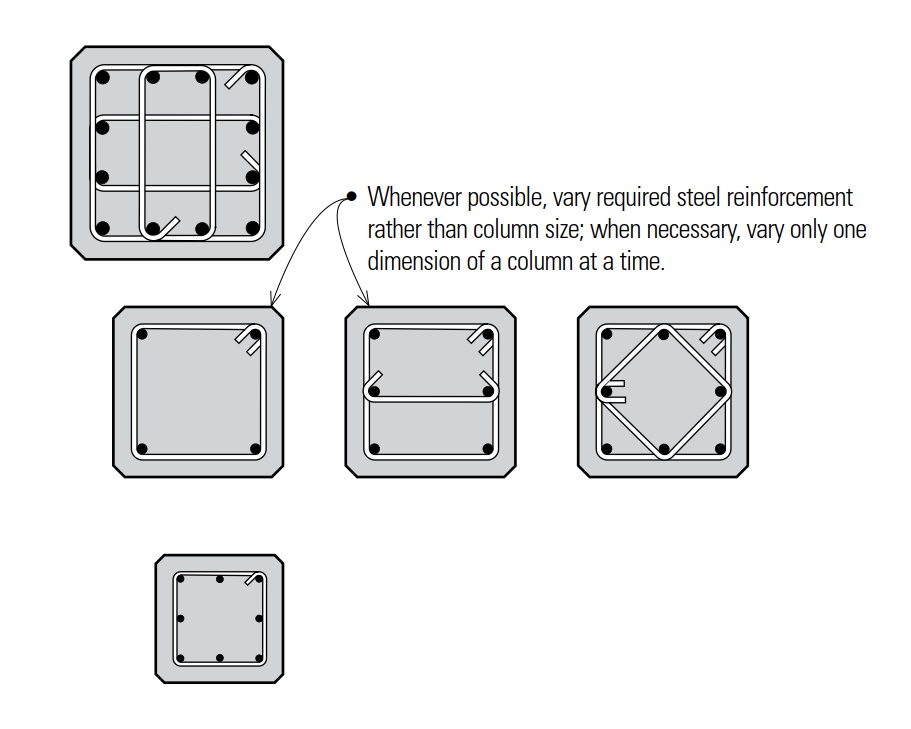 Whenever possible, vary required steel reinforcement
rather than column size; when necessary, vary only one
dimension of a column at a time.